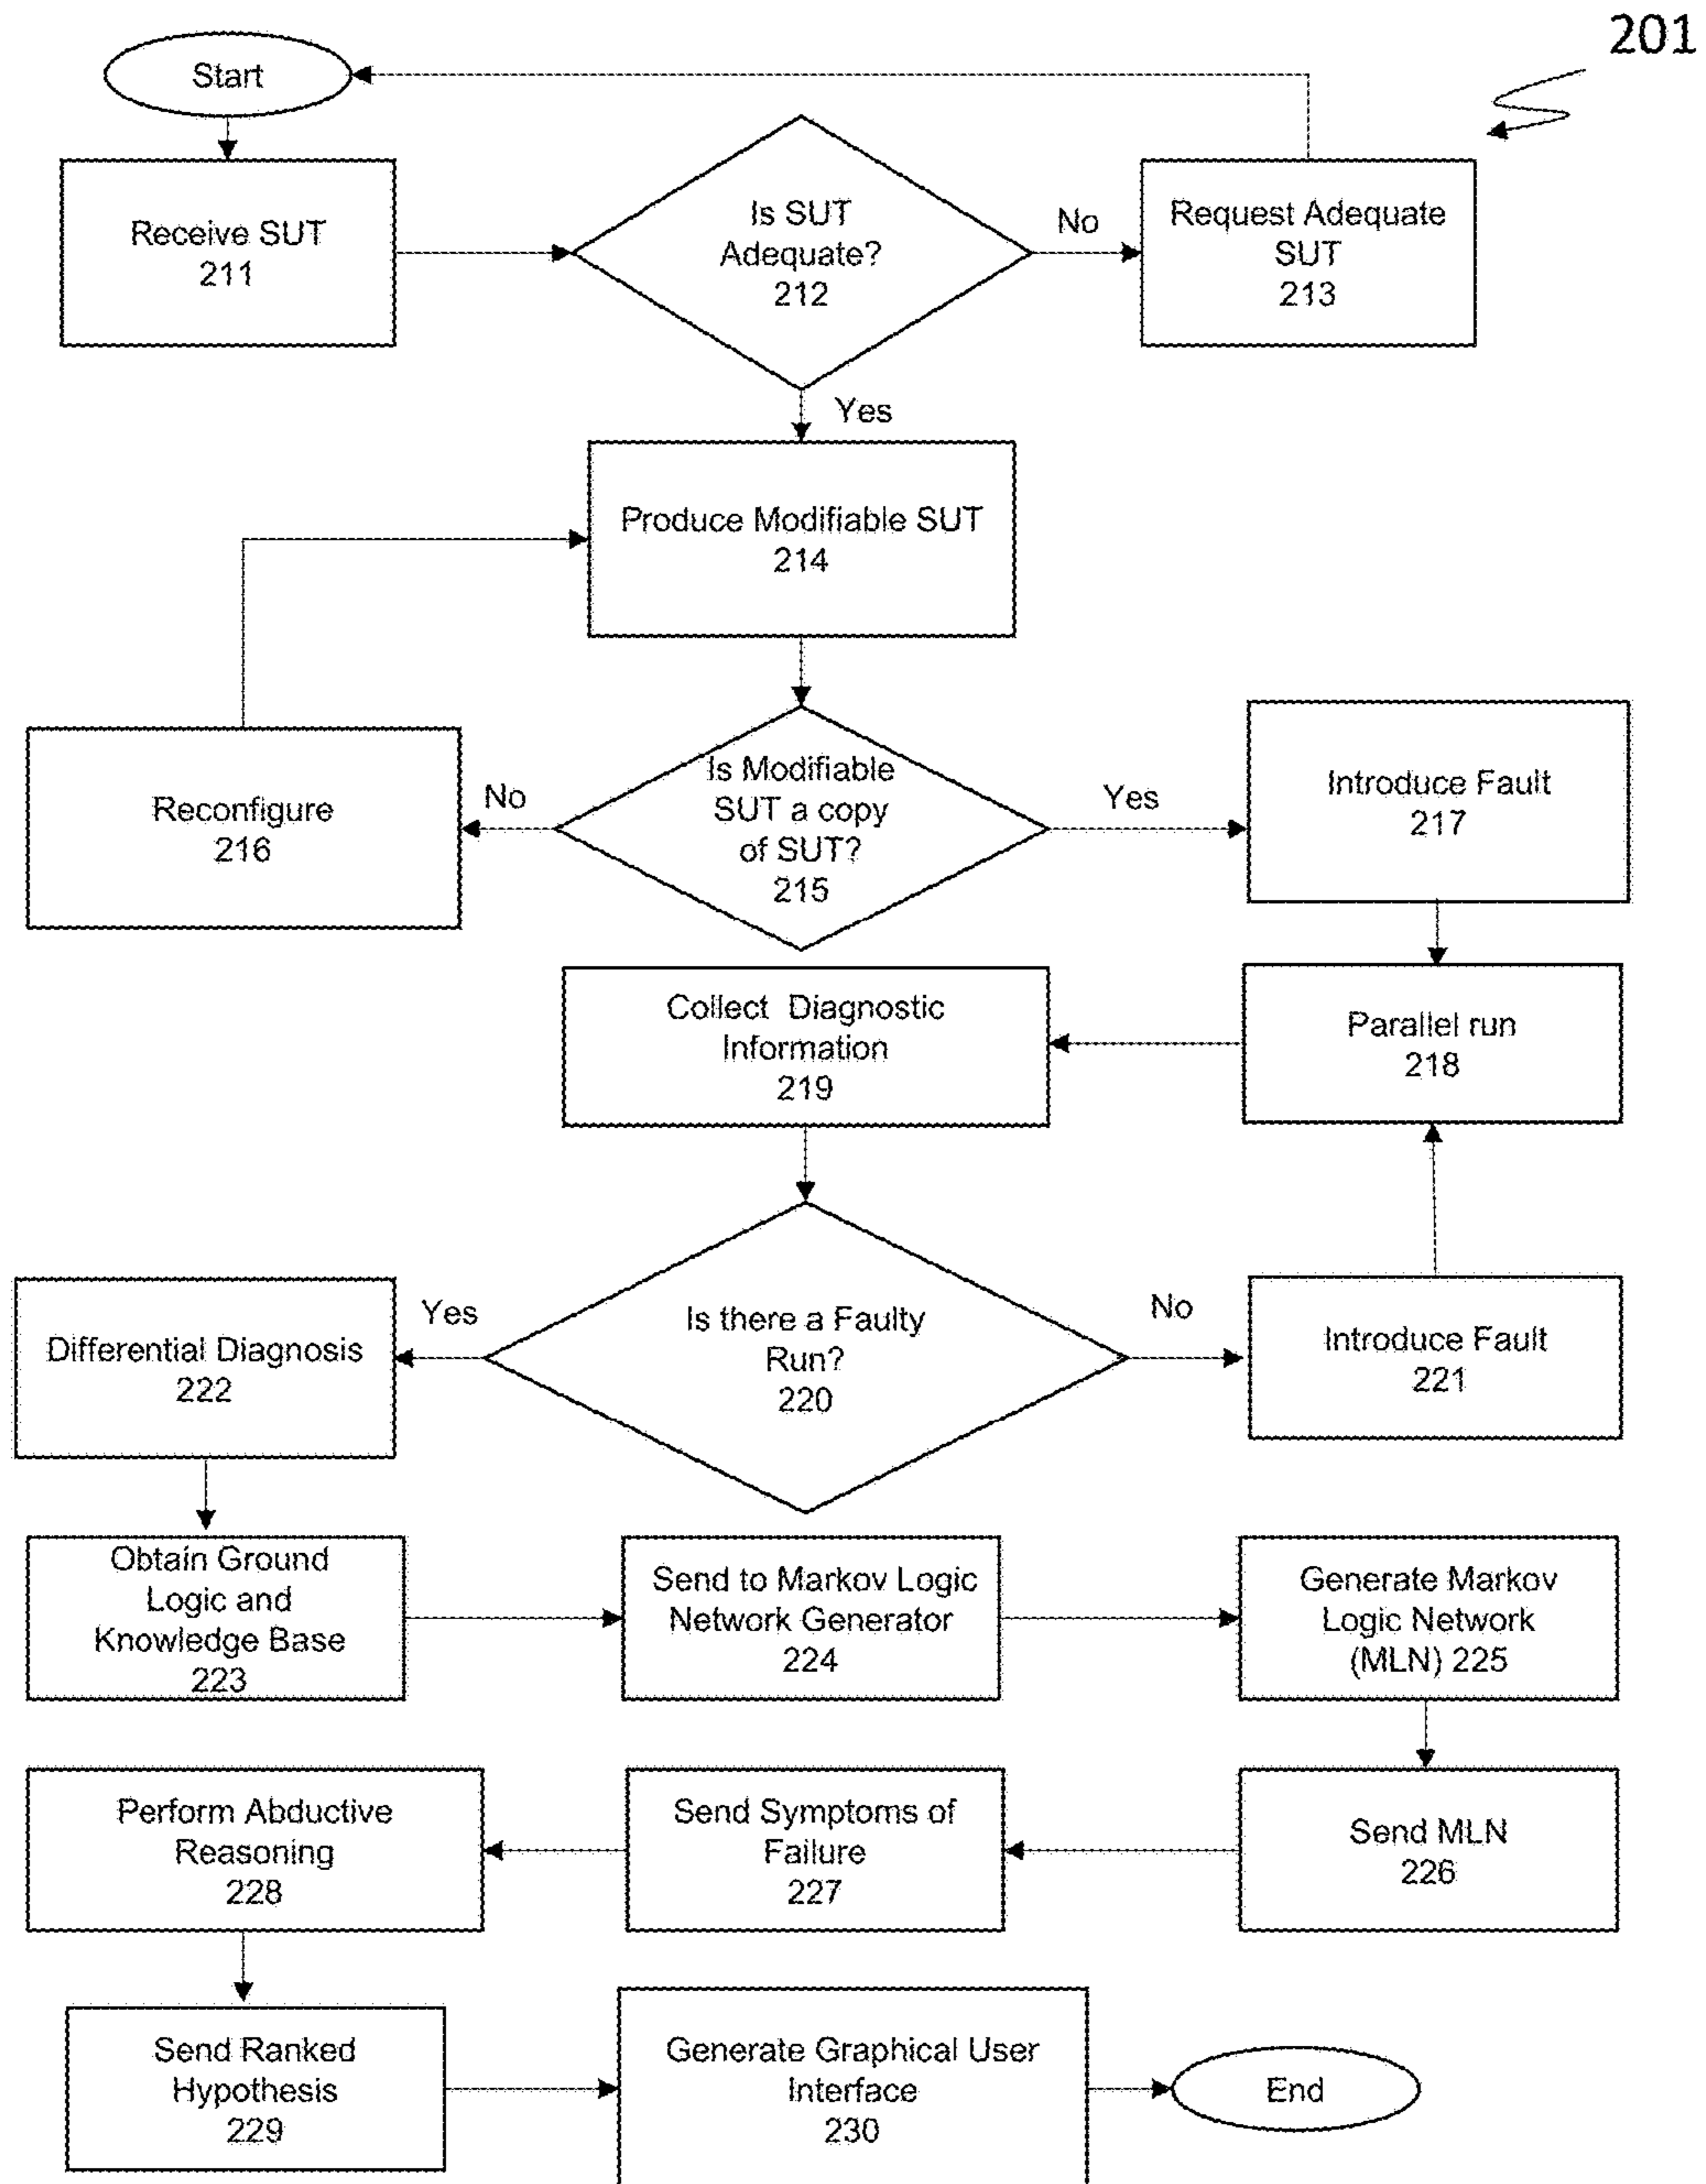 201
Start
Receive SUT
211
Is SUT
Adequate?
212
No
Request Adequate
SUT
213
Yes
Produce Modifiable SUT
214
Reconfigure
216
No
Is Modifiable
SUT a copy
of SUT?
215
Yes
Introduce Fault
217
Collect Diagnostic
Information
219
Parallel run
218
Differential Diagnosis
222
Yes
Is there a Faulty
Run?
220
No
Introduce Fault
221
Obtain Ground
Logic and
Knowledge Base
223
Send to Markov Logic
Network Generator
224
Generate Markov
Logic Network
(MLN) 225
Perform Abductive
Reasoning
228
Send Symptoms of
Failure
227
Send MLN
226
Send Ranked
Hypothesis
229
Generate Graphical User
Interface
230
End